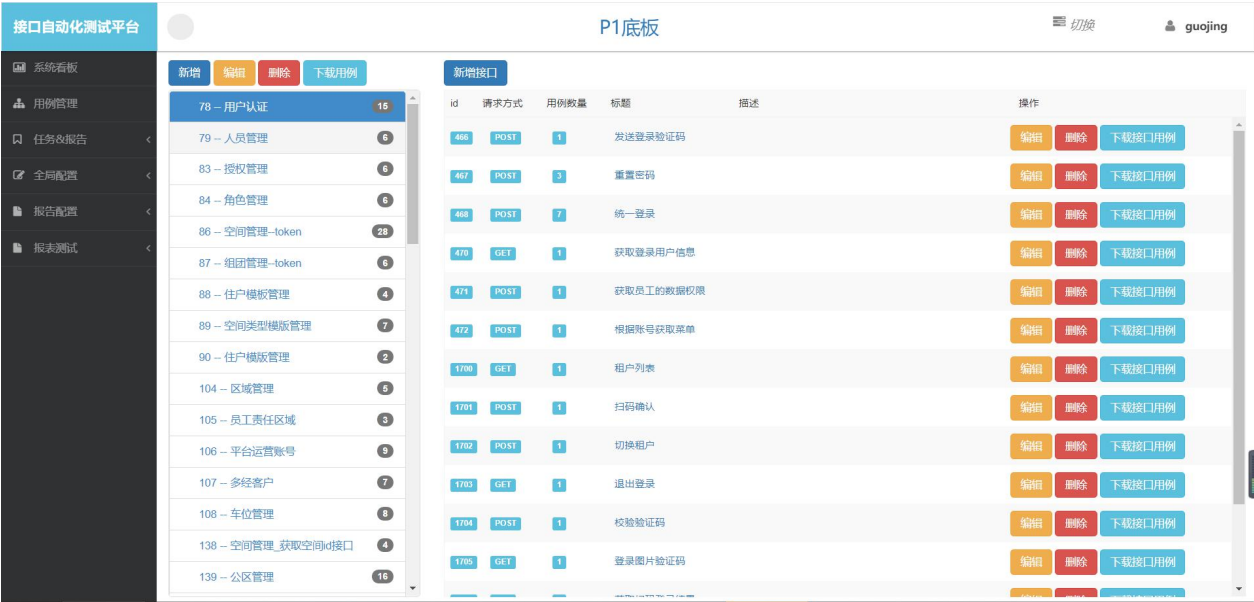 接口自动化测试平台
P1底板
切换
guojing
系统看板
用例管理
任务&报告
全局配置
报告配置
报表测试
新增 编辑 删除 下载用例
78 -- 用户认证 15
79 -- 人员管理 6
83 -- 授权管理 6
84 -- 角色管理 6
86 -- 空间管理--token 28
87 -- 组团管理--token 6
88 -- 住户模板管理 4
89 -- 空间类型模版管理 7
90 -- 住户模版管理 2
104 -- 区域管理 5
105 -- 员工责任区域 3
106 -- 平台运营账号 9
107 -- 多经客户 7
108 -- 车位管理 8
138 -- 空间管理_获取空间id接口 4
139 -- 公区管理 16
新增接口
id 请求方式 用例数量 标题 描述 操作
466 POST 1 发送登录验证码 编辑 删除 下载接口用例
467 POST 3 重置密码 编辑 删除 下载接口用例
468 POST 7 统一登录 编辑 删除 下载接口用例
470 GET 1 获取登录用户信息 编辑 删除 下载接口用例
471 POST 1 获取员工的数据权限 编辑 删除 下载接口用例
472 POST 1 根据账号获取菜单 编辑 删除 下载接口用例
1700 GET 1 租户列表 编辑 删除 下载接口用例
1701 POST 1 扫码确认 编辑 删除 下载接口用例
1702 POST 1 切换租户 编辑 删除 下载接口用例
1703 GET 1 退出登录 编辑 删除 下载接口用例
1704 POST 1 校验验证码 编辑 删除 下载接口用例
1705 GET 1 登录图片验证码 编辑 删除 下载接口用例